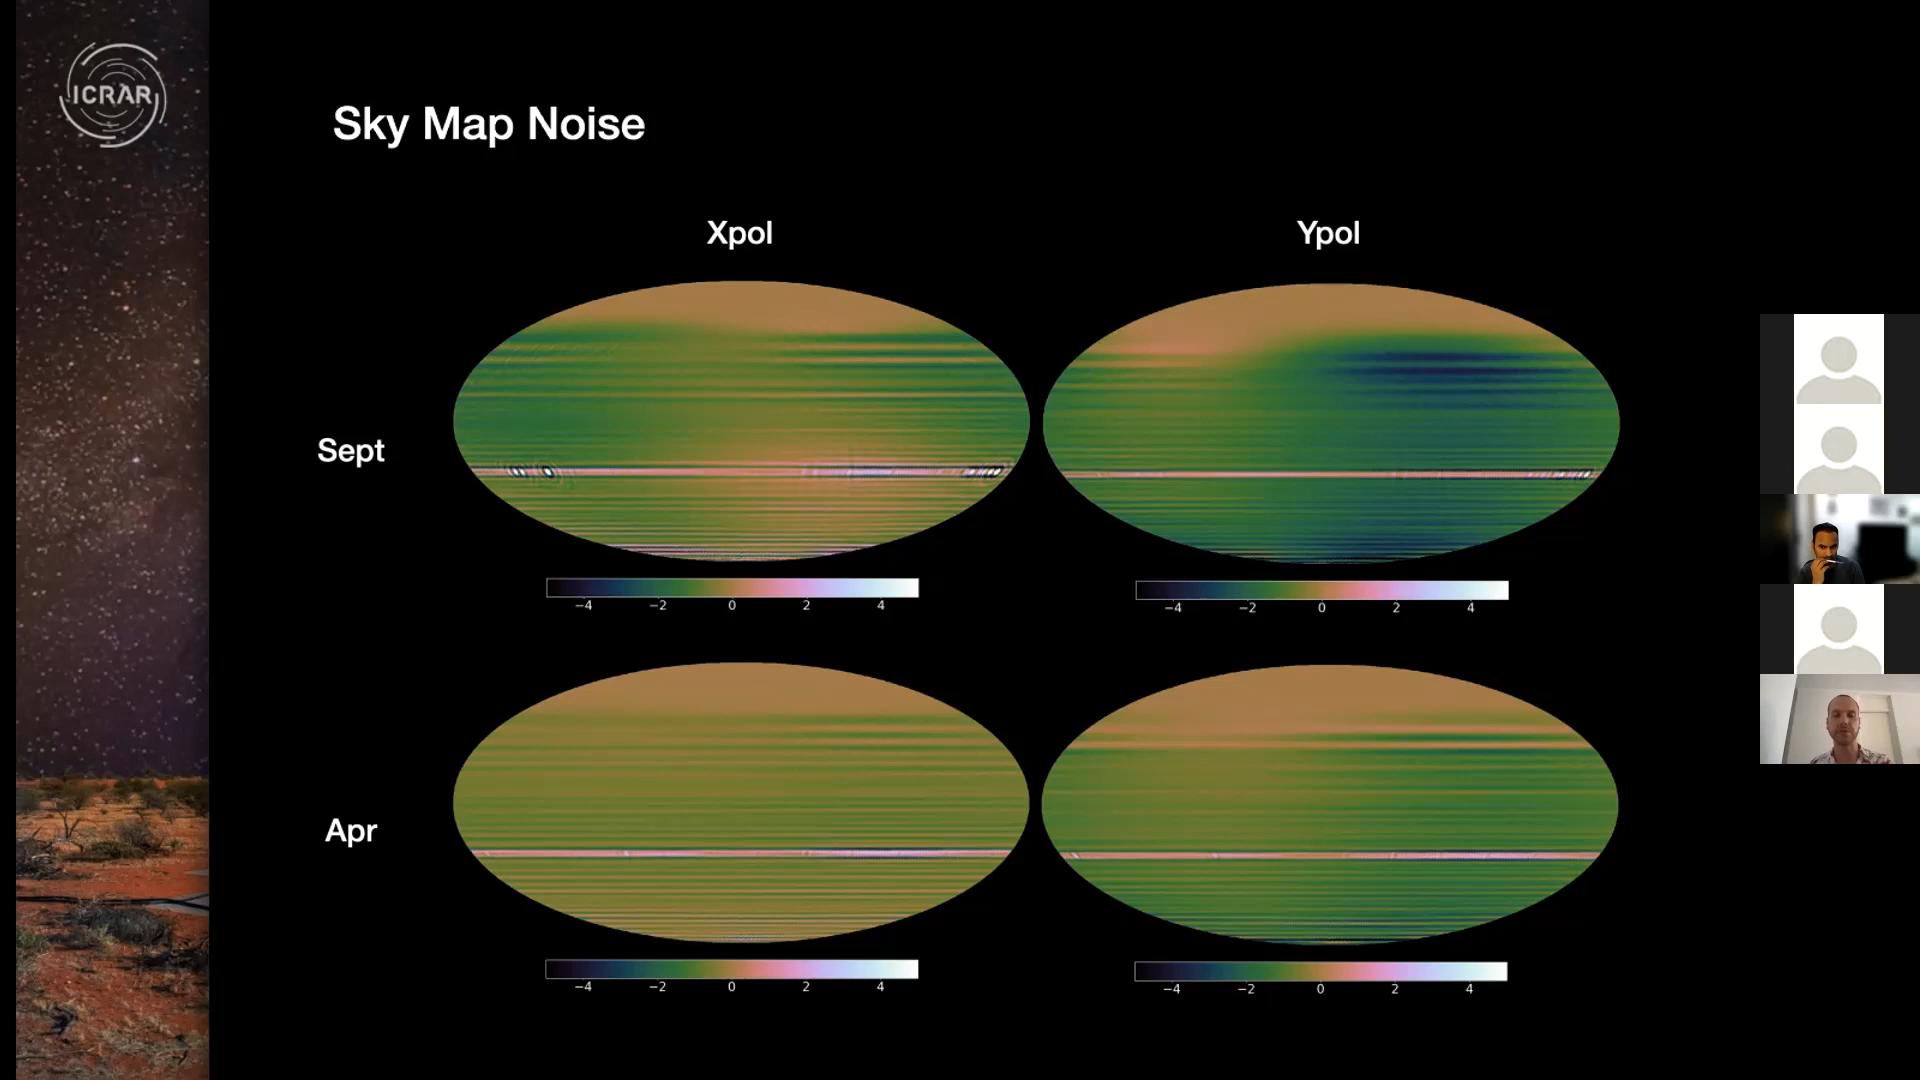 ICRAR
Sky Map Noise
Xpol
Ypol
Sept
−4 −2 0 2 4
−4 −2 0 2 4
Apr
−4 −2 0 2 4
−4 −2 0 2 4